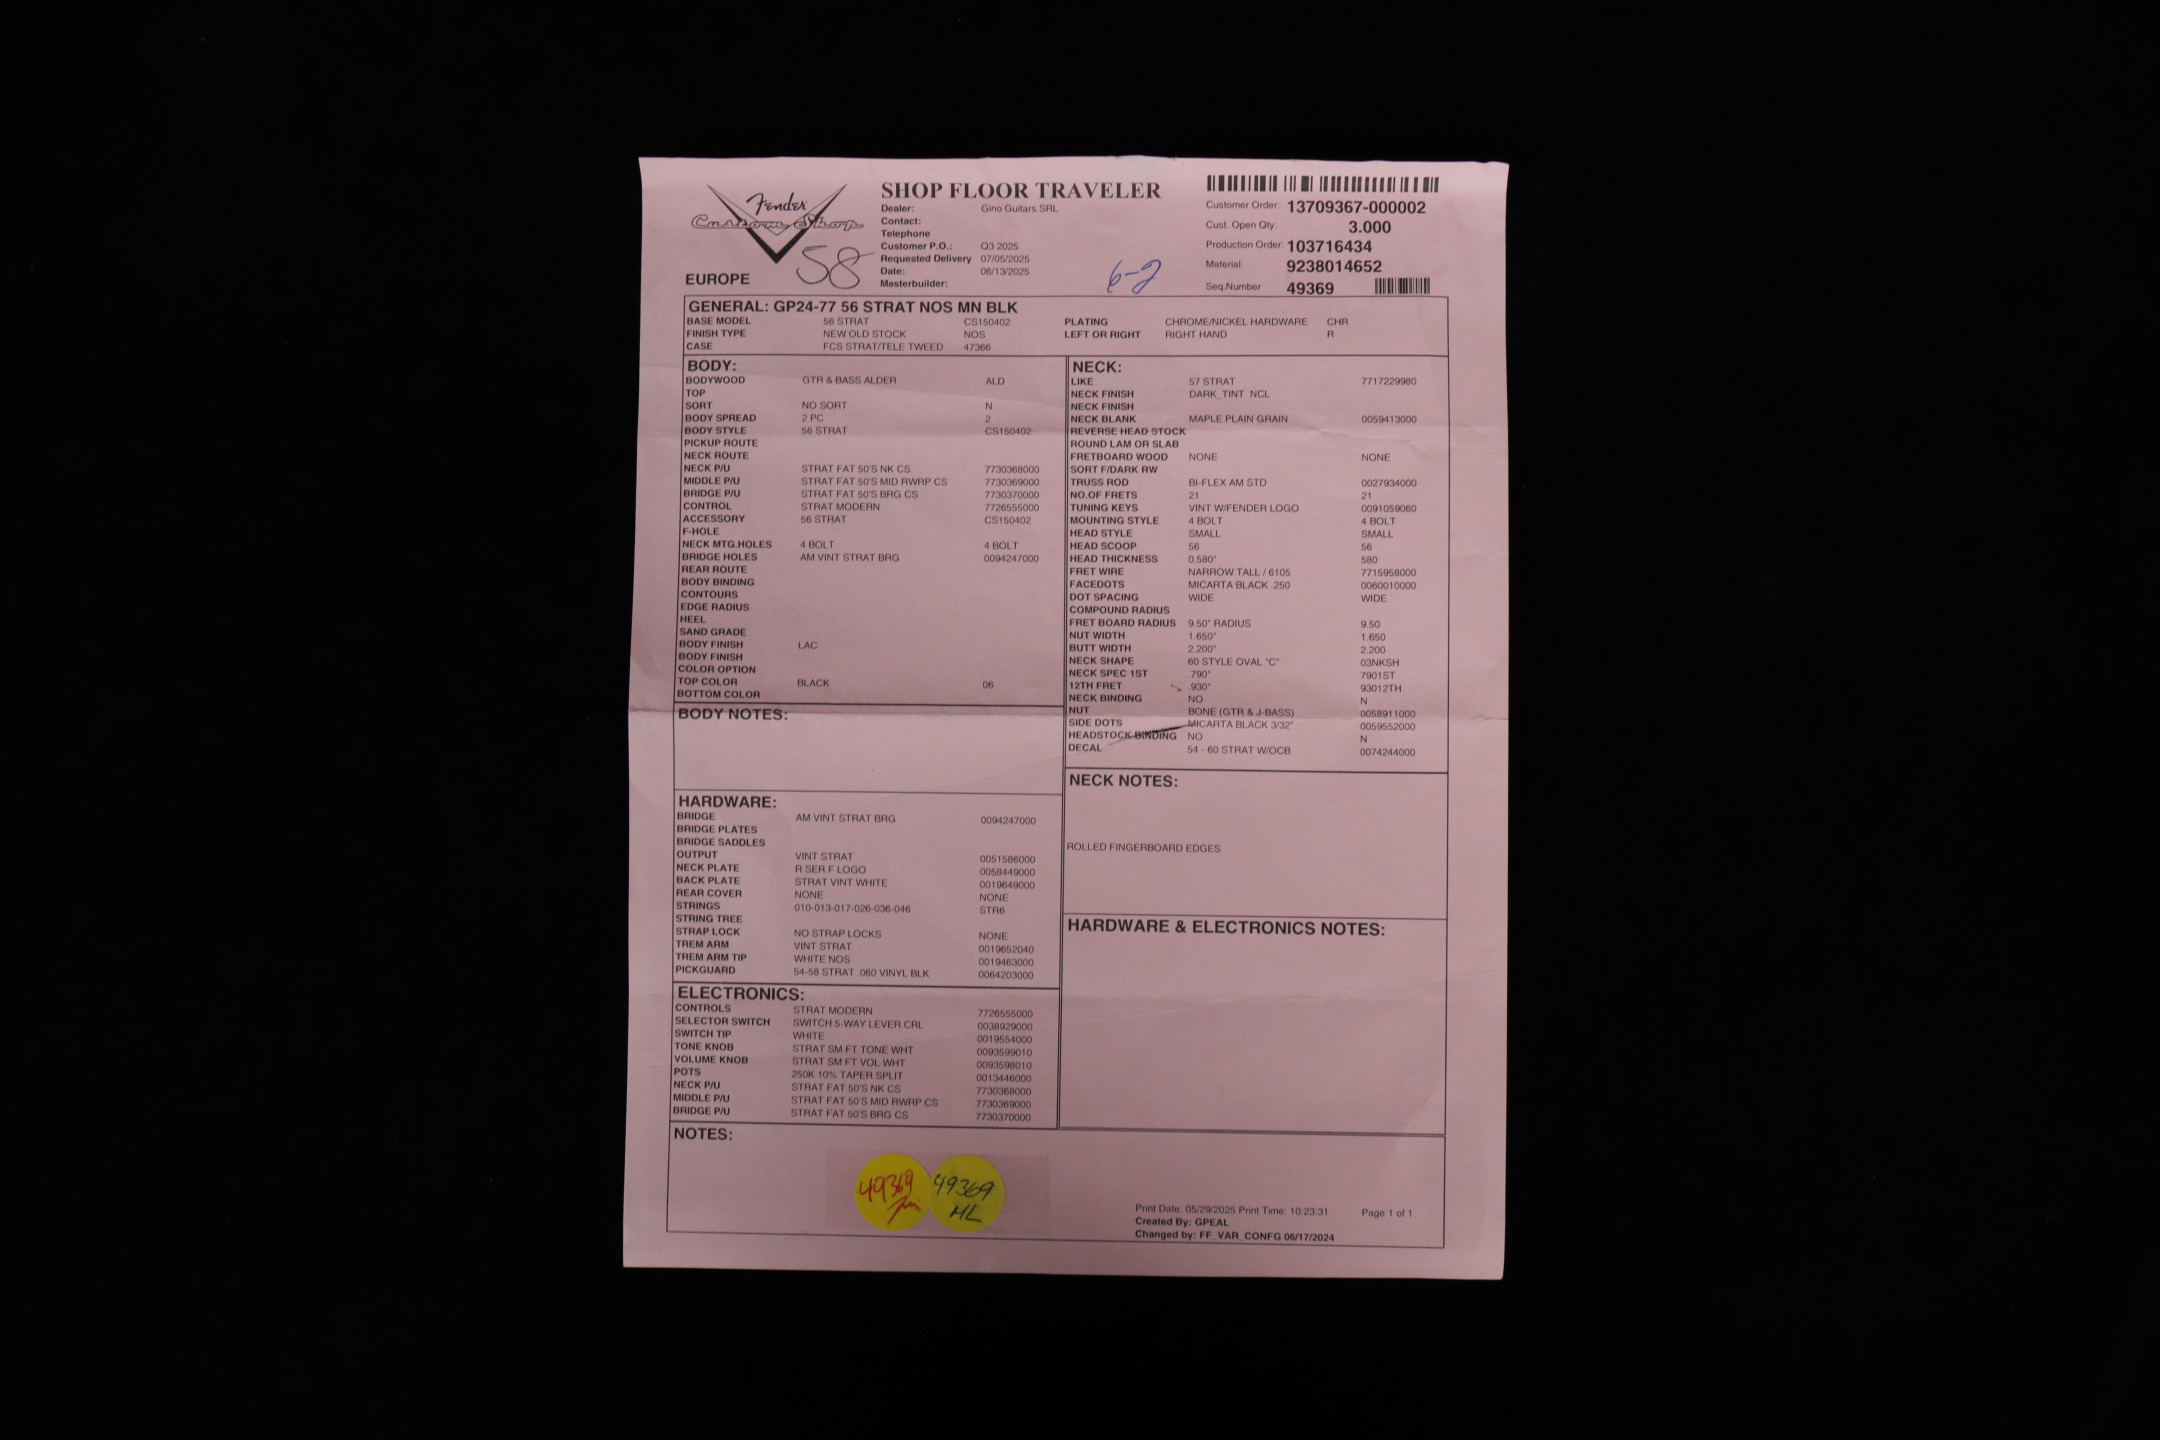 Fender
Custom Shop
SHOP FLOOR TRAVELER
Dealer: Gino Guitars SRL
Contact:
Telephone
Customer P.O.: Q3 2025
Requested Delivery 07/05/2025
Date: 06/13/2025
Masterbuilder:
EUROPE
58
6-2
Customer Order: 13709367-000002
Cust. Open Qty: 3.000
Production Order: 103716434
Material: 9238014652
Seq.Number 49369
GENERAL: GP24-77 56 STRAT NOS MN BLK
BASE MODEL 56 STRAT CS150402 PLATING CHROME/NICKEL HARDWARE CHR
FINISH TYPE NEW OLD STOCK NOS LEFT OR RIGHT RIGHT HAND R
CASE FCS STRAT/TELE TWEED 47366
BODY:
BODYWOOD GTR & BASS ALDER ALD
TOP
SORT NO SORT N
BODY SPREAD 2 PC 2
BODY STYLE 56 STRAT CS150402
PICKUP ROUTE
NECK ROUTE
NECK P/U STRAT FAT 50'S NK CS 7730368000
MIDDLE P/U STRAT FAT 50'S MID RWRP CS 7730369000
BRIDGE P/U STRAT FAT 50'S BRG CS 7730370000
CONTROL STRAT MODERN 7726555000
ACCESSORY 56 STRAT CS150402
F-HOLE
NECK MTG.HOLES 4 BOLT 4 BOLT
BRIDGE HOLES AM VINT STRAT BRG 0094247000
REAR ROUTE
BODY BINDING
CONTOURS
EDGE RADIUS
HEEL
SAND GRADE
BODY FINISH LAC
BODY FINISH
COLOR OPTION
TOP COLOR BLACK 06
BOTTOM COLOR
BODY NOTES:
HARDWARE:
BRIDGE AM VINT STRAT BRG 0094247000
BRIDGE PLATES
BRIDGE SADDLES
OUTPUT VINT STRAT 0051586000
NECK PLATE R SER F LOGO 0058449000
BACK PLATE STRAT VINT WHITE 0019649000
REAR COVER NONE NONE
STRINGS 010-013-017-026-036-046 STR6
STRING TREE
STRAP LOCK NO STRAP LOCKS NONE
TREM ARM VINT STRAT 0019652040
TREM ARM TIP WHITE NOS 0019463000
PICKGUARD 54-58 STRAT .060 VINYL BLK 0064203000
ELECTRONICS:
CONTROLS STRAT MODERN 7726555000
SELECTOR SWITCH SWITCH 5-WAY LEVER CRL 0038929000
SWITCH TIP WHITE 0019554000
TONE KNOB STRAT SM FT TONE WHT 0093599010
VOLUME KNOB STRAT SM FT VOL WHT 0093598010
POTS 250K 10% TAPER SPLIT 0013446000
NECK P/U STRAT FAT 50'S NK CS 7730368000
MIDDLE P/U STRAT FAT 50'S MID RWRP CS 7730369000
BRIDGE P/U STRAT FAT 50'S BRG CS 7730370000
NECK:
LIKE 57 STRAT 7717229980
NECK FINISH DARK_TINT NCL
NECK FINISH
NECK BLANK MAPLE PLAIN GRAIN 0059413000
REVERSE HEAD STOCK
ROUND LAM OR SLAB
FRETBOARD WOOD NONE NONE
SORT F/DARK RW
TRUSS ROD BI-FLEX AM STD 0027934000
NO.OF FRETS 21 21
TUNING KEYS VINT W/FENDER LOGO 0091059060
MOUNTING STYLE 4 BOLT 4 BOLT
HEAD STYLE SMALL SMALL
HEAD SCOOP 56 56
HEAD THICKNESS 0.580" 580
FRET WIRE NARROW TALL / 6105 7715958000
FACEDOTS MICARTA BLACK .250 0060010000
DOT SPACING WIDE WIDE
COMPOUND RADIUS
FRET BOARD RADIUS 9.50" RADIUS 9.50
NUT WIDTH 1.650" 1.650
BUTT WIDTH 2.200" 2.200
NECK SHAPE 60 STYLE OVAL "C" 03NKSH
NECK SPEC 1ST .790" 7901ST
12TH FRET .930" 93012TH
NECK BINDING NO N
NUT BONE (GTR & J-BASS) 0058911000
SIDE DOTS MICARTA BLACK 3/32" 0059552000
HEADSTOCK BINDING NO N
DECAL 54 - 60 STRAT W/OCB 0074244000
NECK NOTES:
ROLLED FINGERBOARD EDGES
HARDWARE & ELECTRONICS NOTES:
NOTES:
49369
49369
ML
Print Date: 05/29/2025 Print Time: 10:23:31 Page 1 of 1
Created By: GPEAL
Changed by: FF_VAR_CONFG 06/17/2024